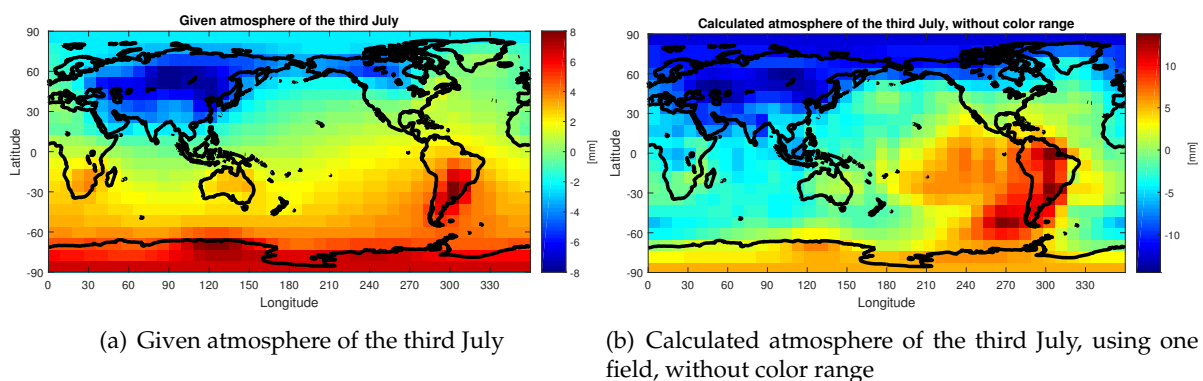 Given atmosphere of the third July
90
60
30
0
-30
-60
-90
Latitude
0 30 60 90 120 150 180 210 240 270 300 330
Longitude
8
6
4
2
0
-2
-4
-6
-8
[mm]
(a) Given atmosphere of the third July
Calculated atmosphere of the third July, without color range
90
60
30
0
-30
-60
-90
Latitude
0 30 60 90 120 150 180 210 240 270 300 330
Longitude
10
5
0
-5
-10
[mm]
(b) Calculated atmosphere of the third July, using one
field, without color range